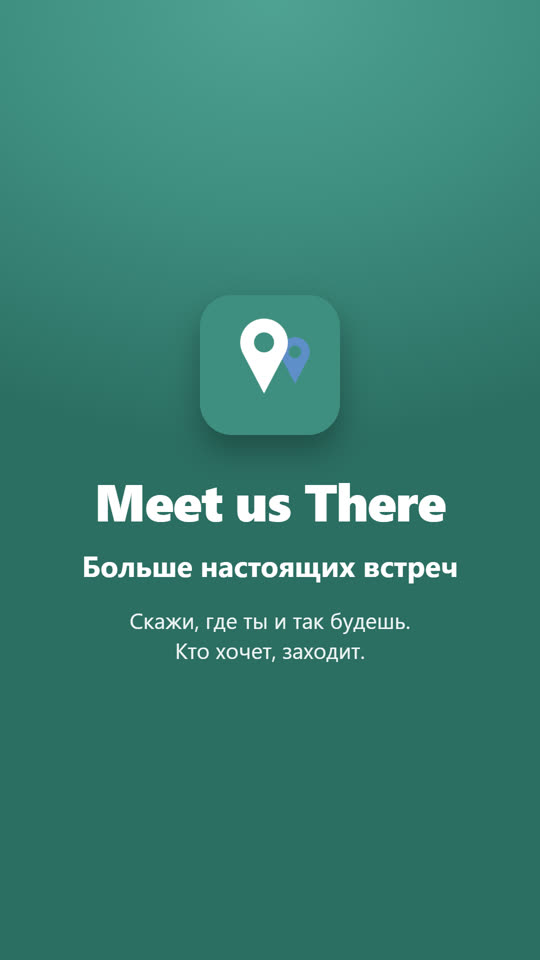 Meet us There
Больше настоящих встреч
Скажи, где ты и так будешь.
Кто хочет, заходит.